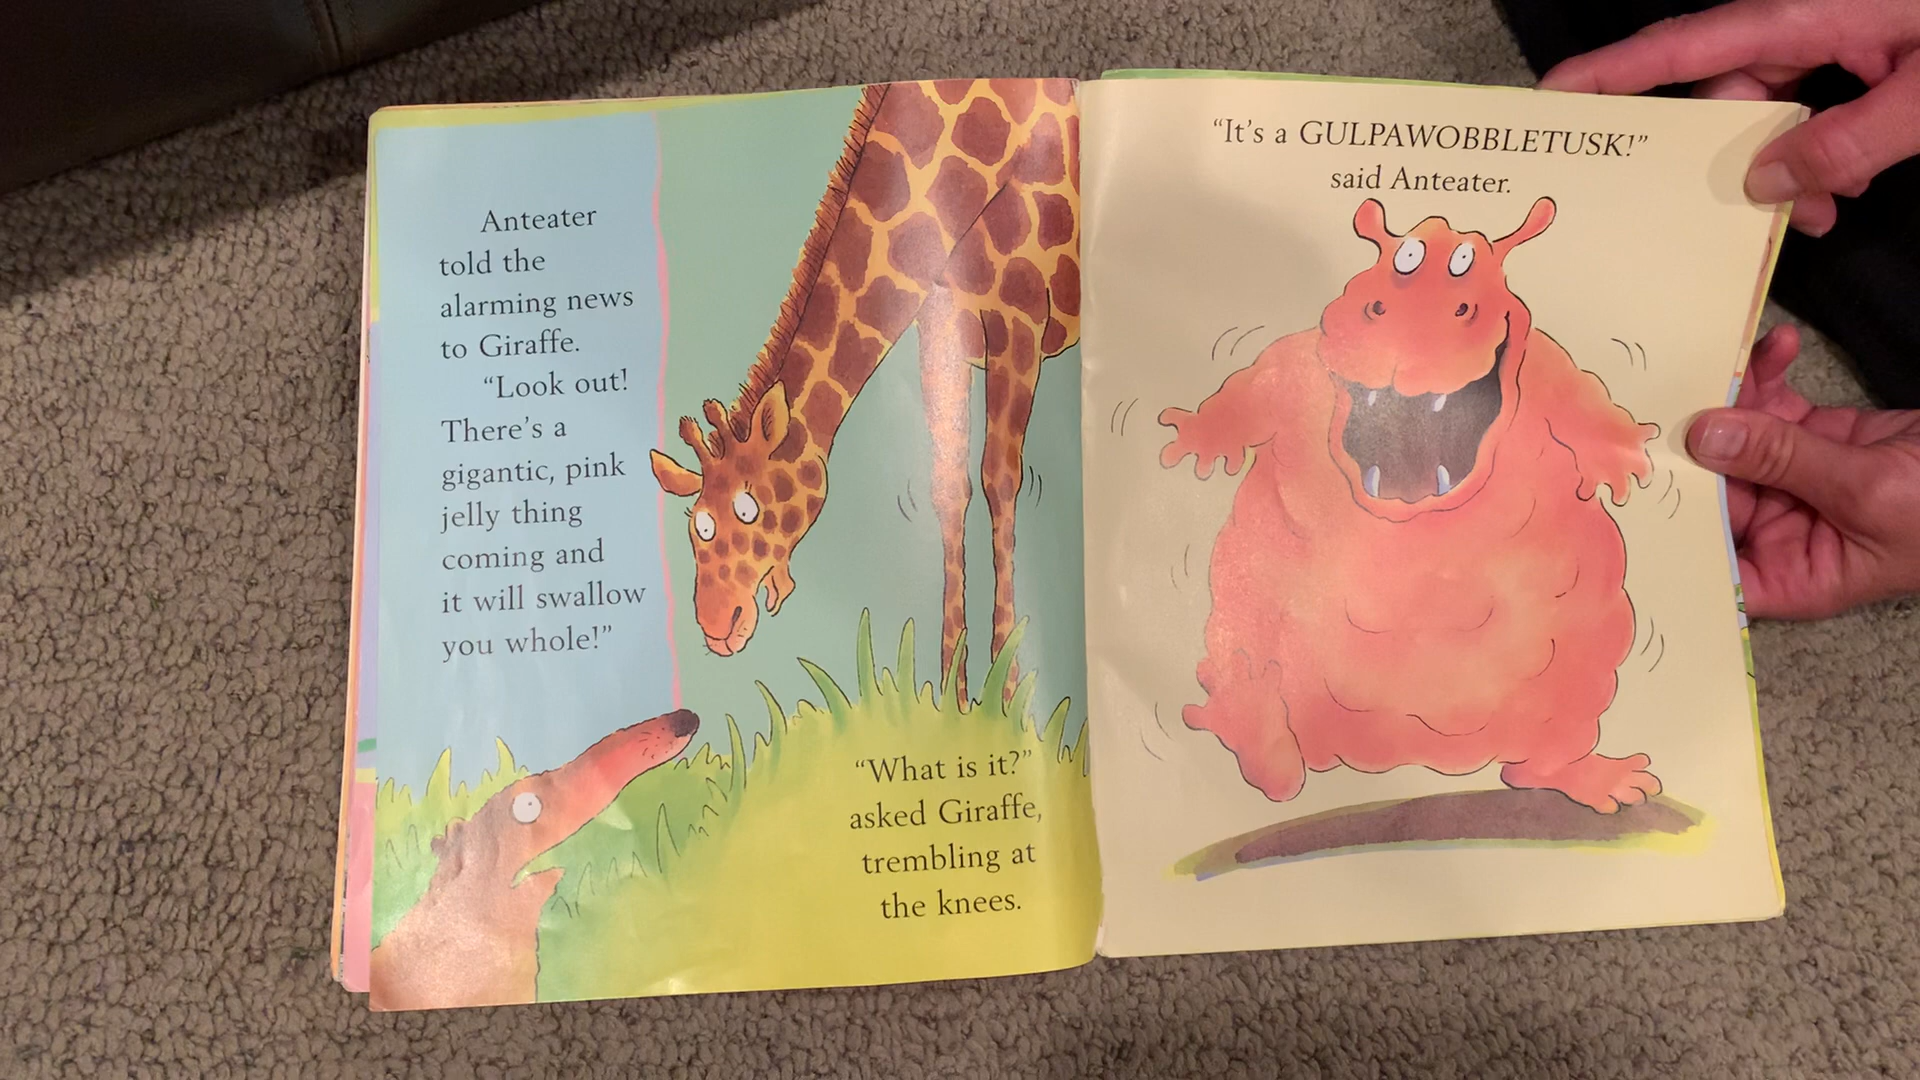 Anteater
told the
alarming news
to Giraffe.
“Look out!
There’s a
gigantic, pink
jelly thing
coming and
it will swallow
you whole!”
“What is it?”
asked Giraffe,
trembling at
the knees.
“It’s a GULPAWOBBLETUSK!”
said Anteater.